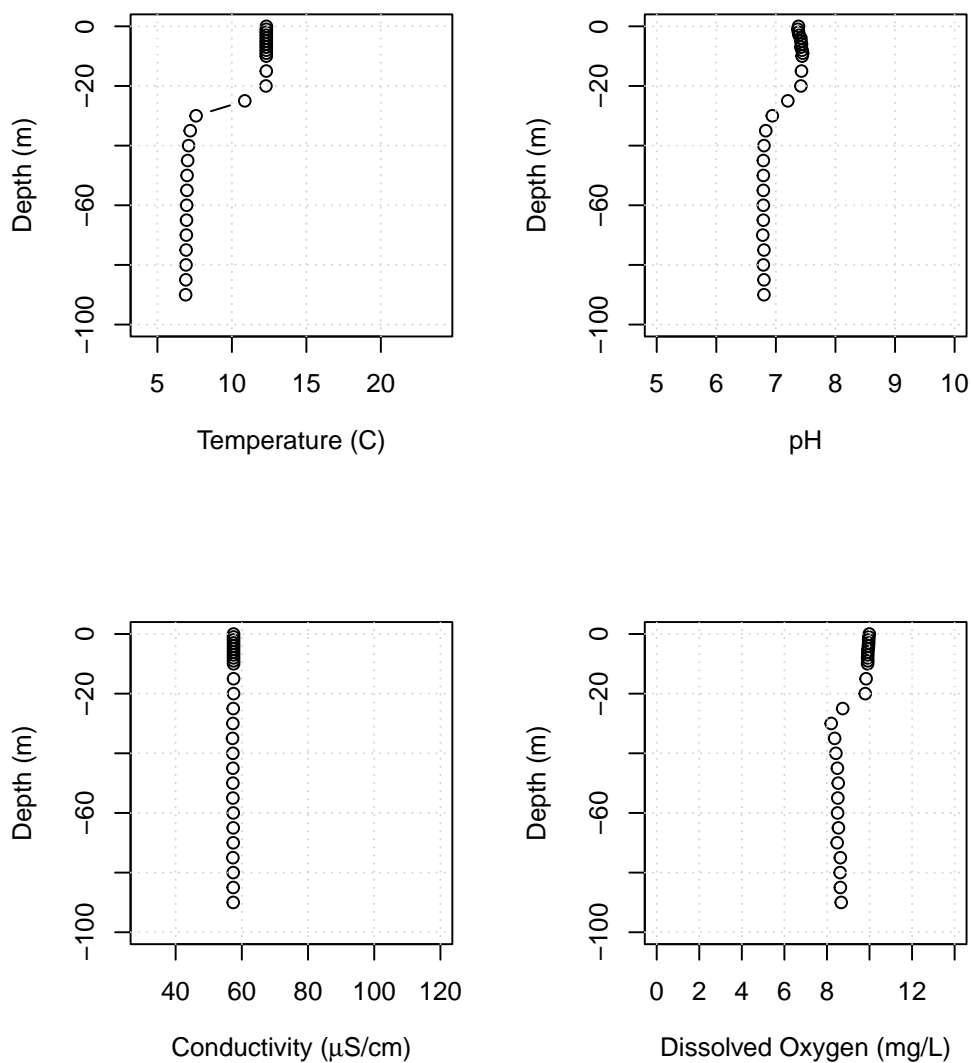 0
−20
−60
−100
Depth (m)
5 10 15 20
Temperature (C)
0
−20
−60
−100
Depth (m)
5 6 7 8 9 10
pH
0
−20
−60
−100
Depth (m)
40 60 80 100 120
Conductivity (μS/cm)
0
−20
−60
−100
Depth (m)
0 2 4 6 8 12
Dissolved Oxygen (mg/L)